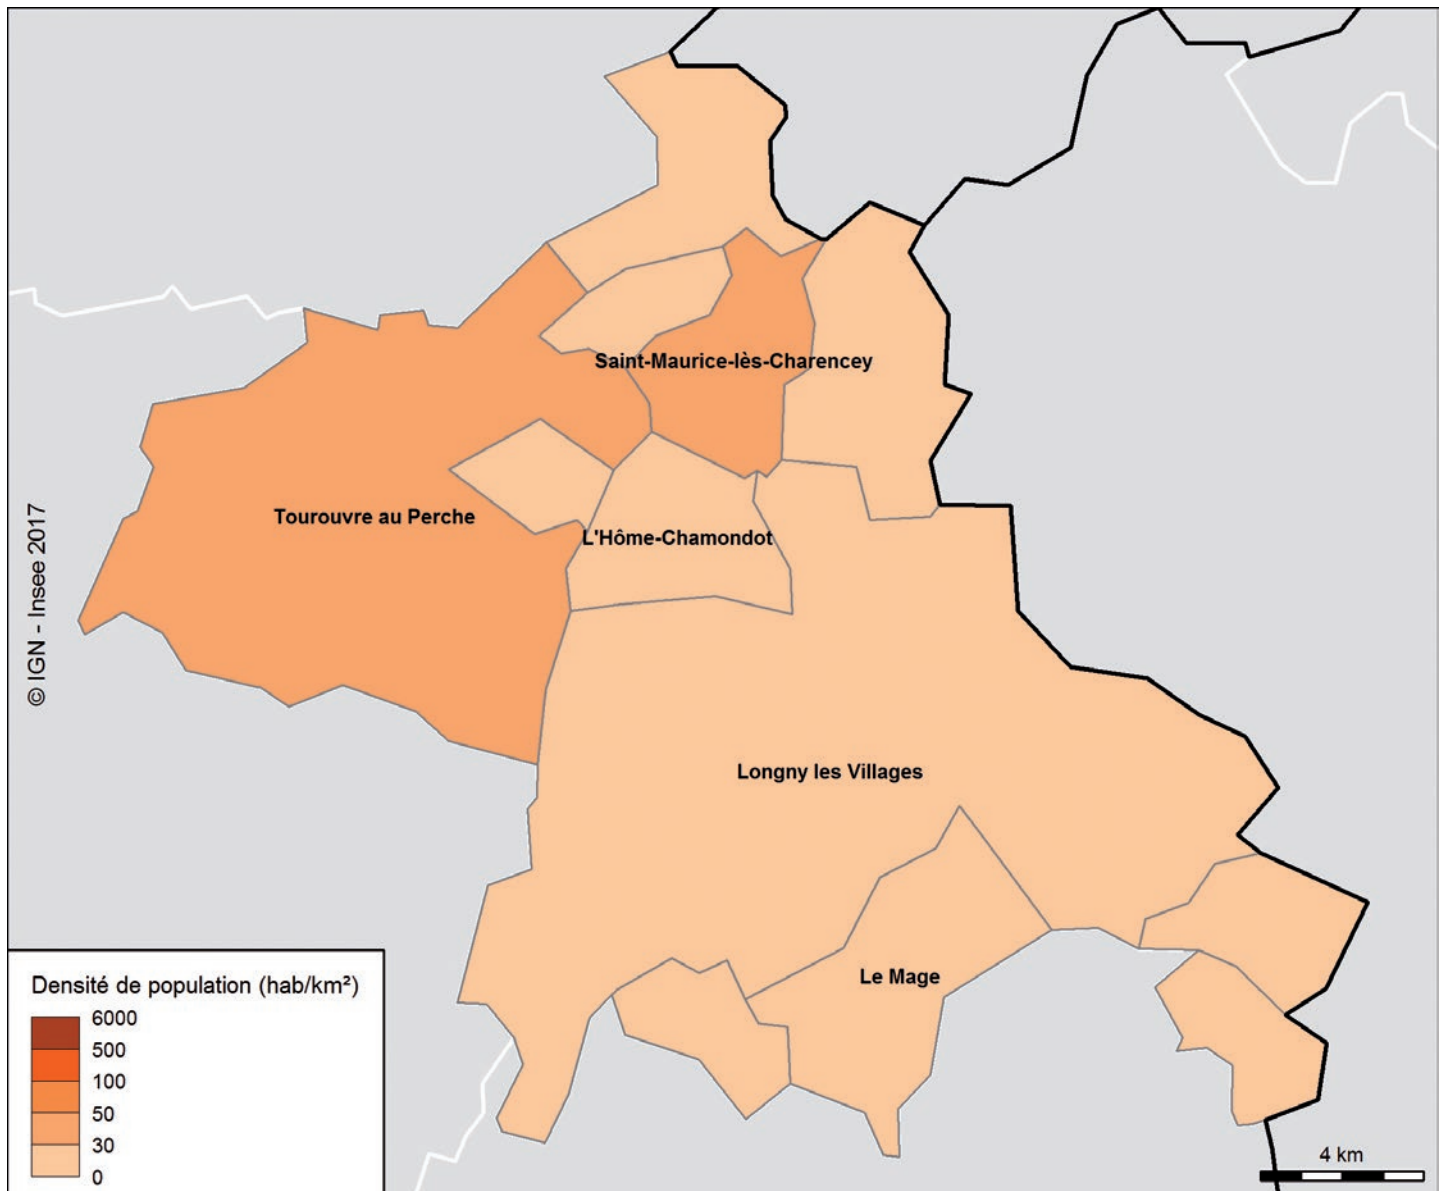 Saint-Maurice-lès-Charencey
Tourouvre au Perche
L'Hôme-Chamondot
© IGN - Insee 2017
Longny les Villages
Le Mage
Densité de population (hab/km²)
6000
500
100
50
30
0
4 km